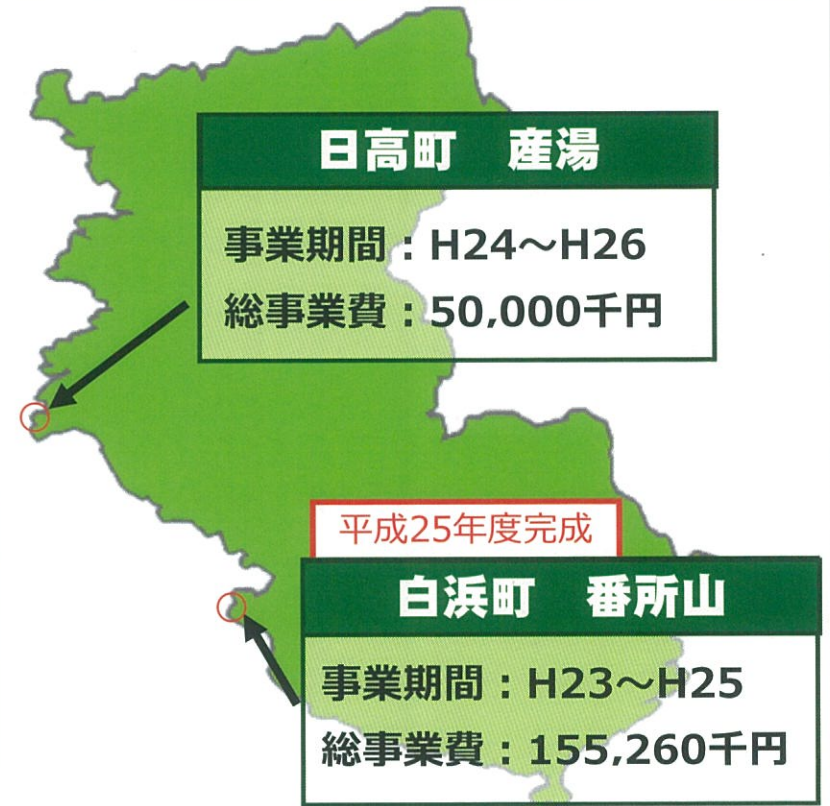 日高町 産湯
事業期間：H24～H26
総事業費：50,000千円
平成25年度完成
白浜町 番所山
事業期間：H23～H25
総事業費：155,260千円